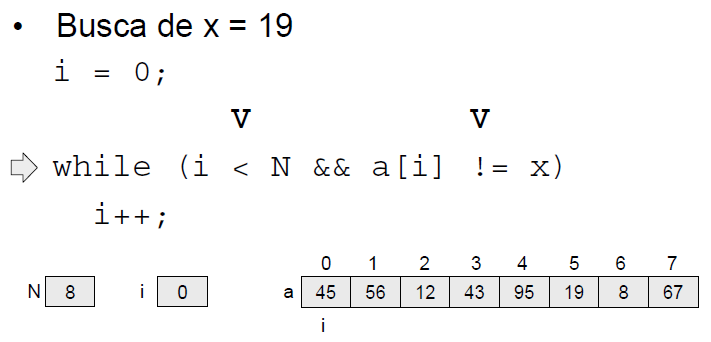 • Busca de x = 19
i = 0;
V V
while (i < N && a[i] != x)
i++;
0 1 2 3 4 5 6 7
N 8 i 0 a 45 56 12 43 95 19 8 67
i